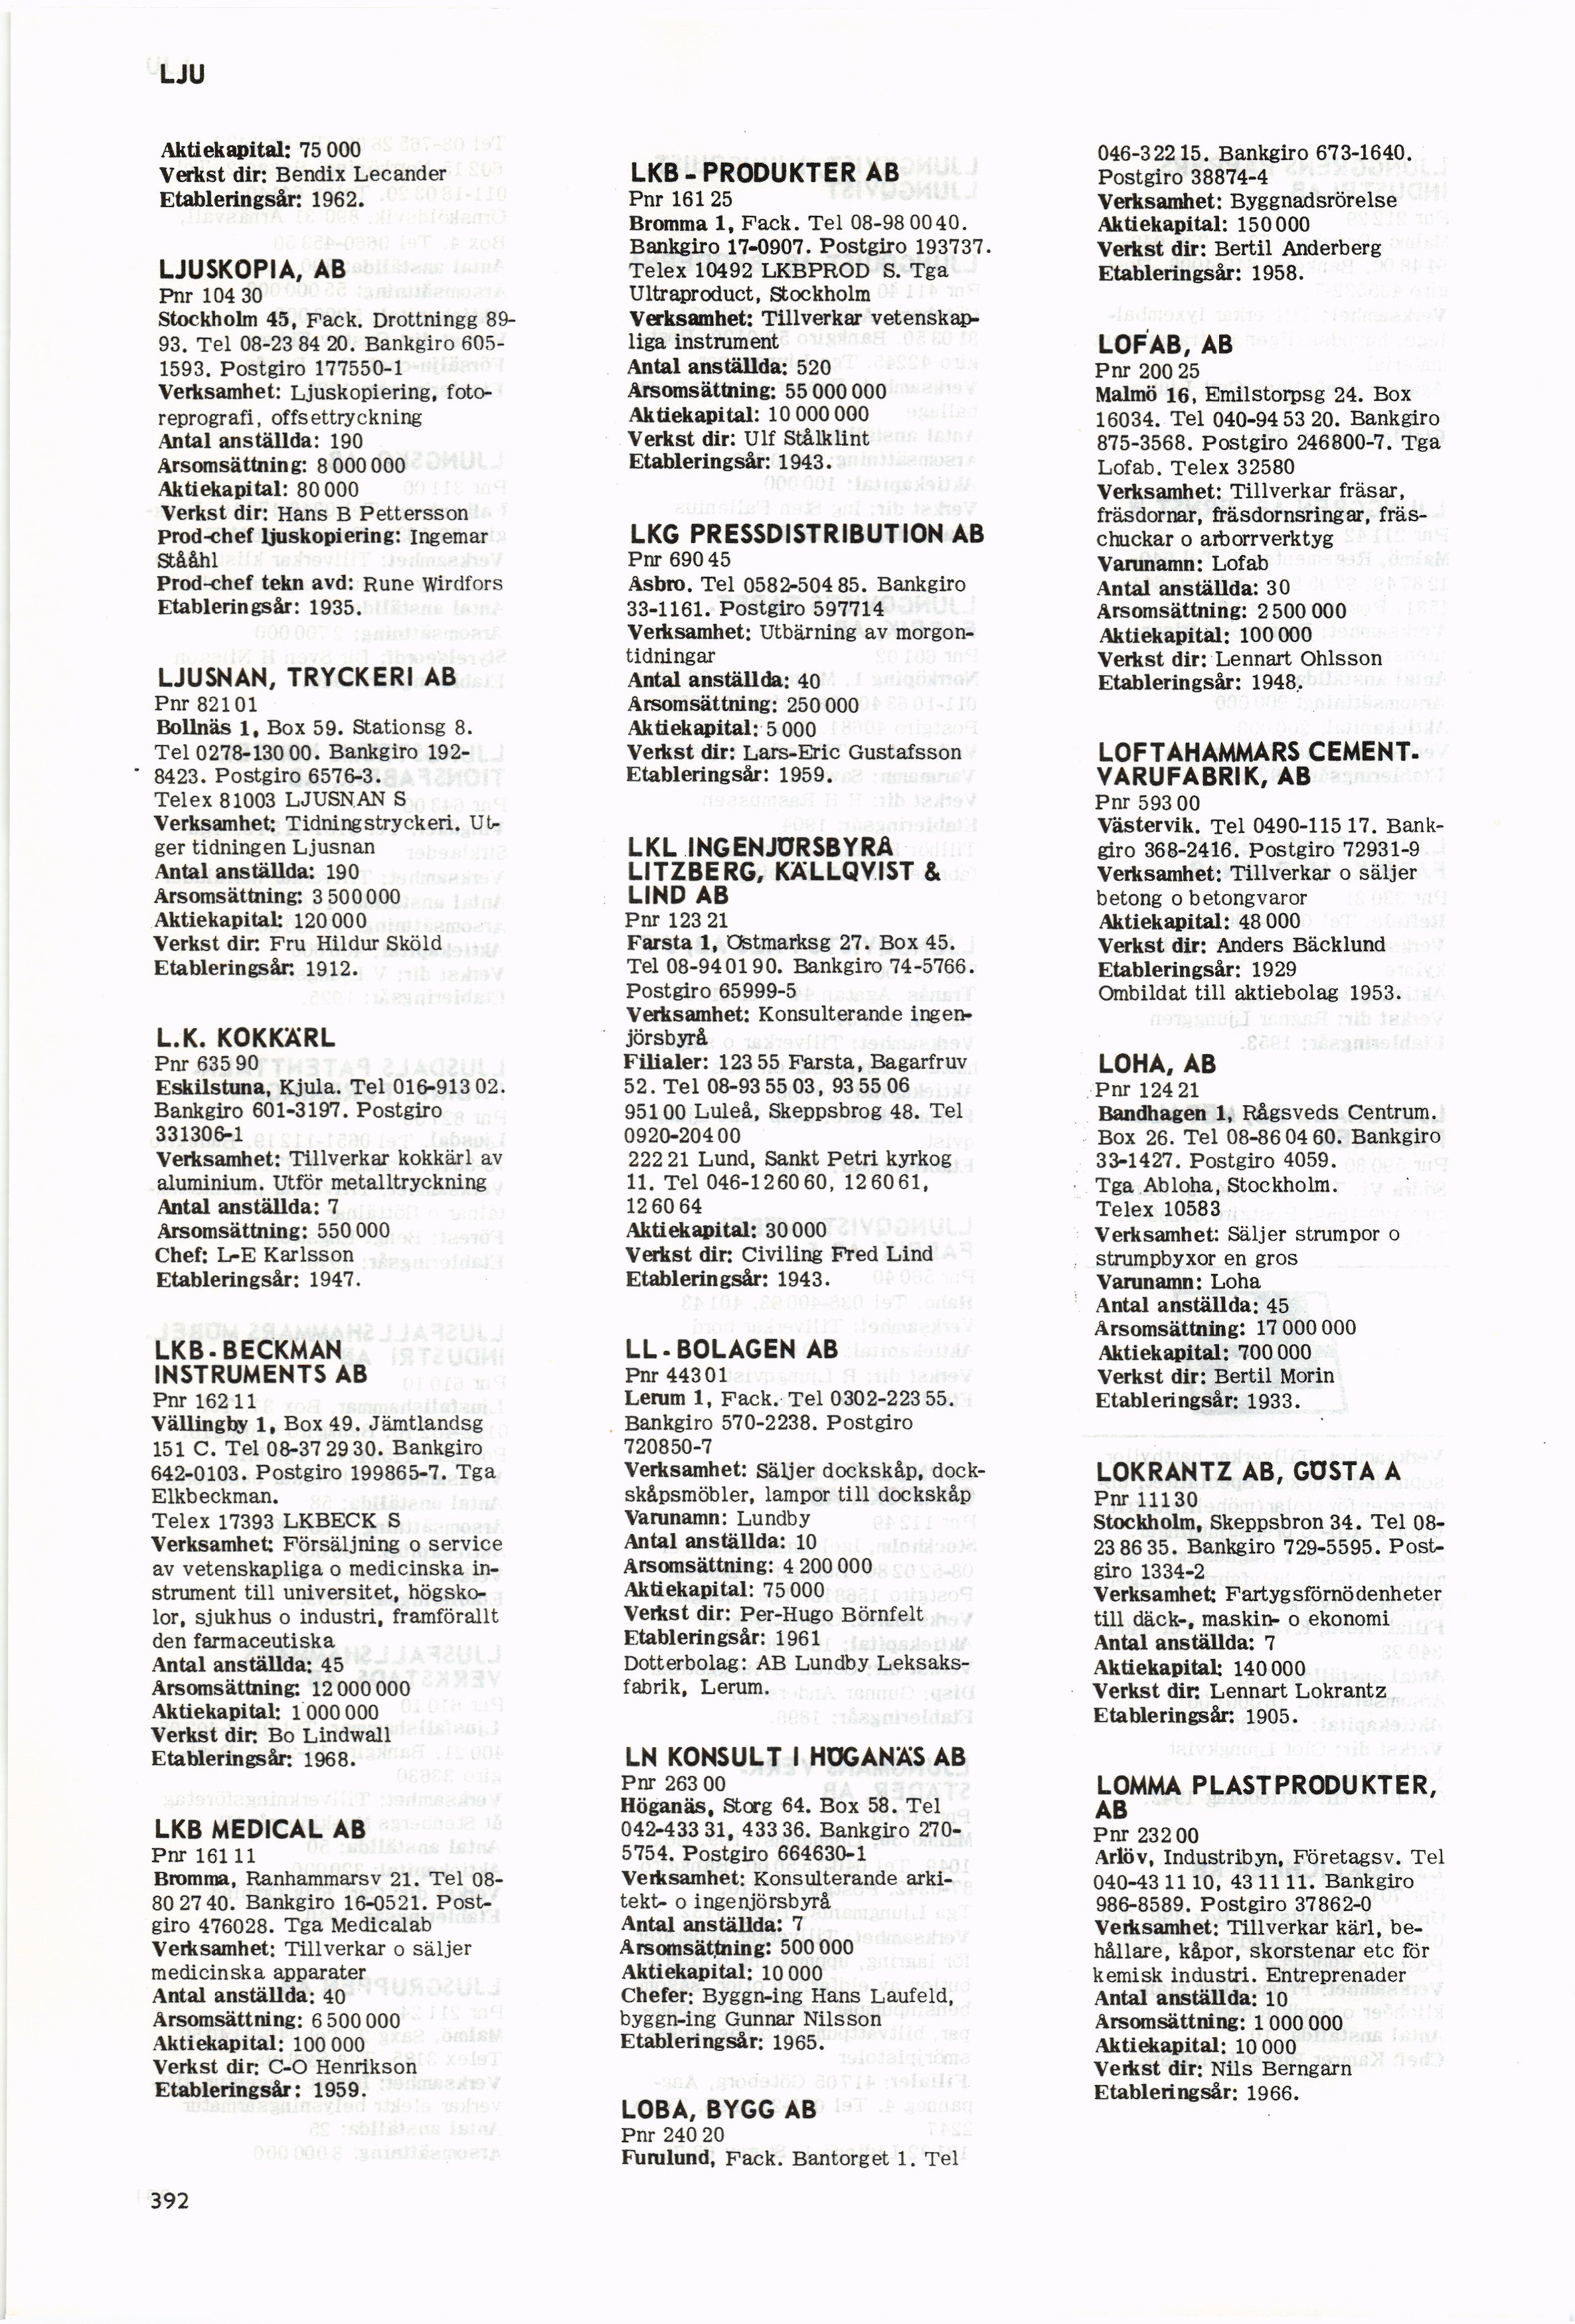 LJU
Aktiekapital: 75 000
Verkst dir: Bendix Lecander
Etableringsår: 1962.
LJUSKOPIA, AB
Pnr 104 30
Stockholm 45, Fack. Drottningg 89-
93. Tel 08-23 84 20. Bankgiro 605-
1593. Postgiro 177550-1
Verksamhet: Ljuskopiering, foto-
reprografi, offsettryckning
Antal anställda: 190
Årsomsättning: 8 000 000
Aktiekapital: 80 000
Verkst dir: Hans B Pettersson
Prod-chef ljuskopiering: Ingemar
Stååhl
Prod-chef tekn avd: Rune Wirdfors
Etableringsår: 1935.
LJUSNAN, TRYCKERI AB
Pnr 821 01
Bollnäs 1, Box 59. Stationsg 8.
Tel 0278-130 00. Bankgiro 192-
8423. Postgiro 6576-3.
Telex 81003 LJUSNAN S
Verksamhet: Tidningstryckeri. Ut-
ger tidningen Ljusnan
Antal anställda: 190
Årsomsättning: 3 500 000
Aktiekapital: 120 000
Verkst dir: Fru Hildur Sköld
Etableringsår: 1912.
L.K. KOKKÄRL
Pnr 635 90
Eskilstuna, Kjula. Tel 016-913 02.
Bankgiro 601-3197. Postgiro
331306-1
Verksamhet: Tillverkar kokkärl av
aluminium. Utför metalltryckning
Antal anställda: 7
Årsomsättning: 550 000
Chef: L-E Karlsson
Etableringsår: 1947.
LKB-BECKMAN
INSTRUMENTS AB
Pnr 162 11
Vällingby 1, Box 49. Jämtlandsg
151 C. Tel 08-37 29 30. Bankgiro
642-0103. Postgiro 199865-7. Tga
Elkbeckman.
Telex 17393 LKBECK S
Verksamhet: Försäljning o service
av vetenskapliga o medicinska in-
strument till universitet, högsko-
lor, sjukhus o industri, framförallt
den farmaceutiska
Antal anställda: 45
Årsomsättning: 12 000 000
Aktiekapital: 1 000 000
Verkst dir: Bo Lindwall
Etableringsår: 1968.
LKB MEDICAL AB
Pnr 161 11
Bromma, Ranhammarsv 21. Tel 08-
80 27 40. Bankgiro 16-0521. Post-
giro 476028. Tga Medicalab
Verksamhet: Tillverkar o säljer
medicinska apparater
Antal anställda: 40
Årsomsättning: 6 500 000
Aktiekapital: 100 000
Verkst dir: C-O Henrikson
Etableringsår: 1959.
392
LKB-PRODUKTER AB
Pnr 161 25
Bromma 1, Fack. Tel 08-98 00 40.
Bankgiro 17-0907. Postgiro 193737.
Telex 10492 LKBPROD S. Tga
Ultraproduct, Stockholm
Verksamhet: Tillverkar vetenskap-
liga instrument
Antal anställda: 520
Årsomsättning: 55 000 000
Aktiekapital: 10 000 000
Verkst dir: Ulf Stålklint
Etableringsår: 1943.
LKG PRESSDISTRIBUTION AB
Pnr 690 45
Åsbro. Tel 0582-504 85. Bankgiro
33-1161. Postgiro 597714
Verksamhet: Utbärning av morgon-
tidningar
Antal anställda: 40
Årsomsättning: 250 000
Aktiekapital: 5 000
Verkst dir: Lars-Eric Gustafsson
Etableringsår: 1959.
LKL INGENJÖRSBYRÅ
LITZBERG, KÄLLQVIST &
LIND AB
Pnr 123 21
Farsta 1, Östmarksg 27. Box 45.
Tel 08-94 01 90. Bankgiro 74-5766.
Postgiro 65999-5
Verksamhet: Konsulterande ingen-
jörsbyrå
Filialer: 123 55 Farsta, Bagarfruv
52. Tel 08-93 55 03, 93 55 06
951 00 Luleå, Skeppsbrog 48. Tel
0920-204 00
222 21 Lund, Sankt Petri kyrkog
11. Tel 046-12 60 60, 12 60 61,
12 60 64
Aktiekapital: 30 000
Verkst dir: Civiling Fred Lind
Etableringsår: 1943.
LL-BOLAGEN AB
Pnr 443 01
Lerum 1, Fack. Tel 0302-223 55.
Bankgiro 570-2238. Postgiro
720850-7
Verksamhet: Säljer dockskåp, dock-
skåpsmöbler, lampor till dockskåp
Varunamn: Lundby
Antal anställda: 10
Årsomsättning: 4 200 000
Aktiekapital: 75 000
Verkst dir: Per-Hugo Börnfelt
Etableringsår: 1961
Dotterbolag: AB Lundby Leksaks-
fabrik, Lerum.
LN KONSULT I HÖGANÄS AB
Pnr 263 00
Höganäs, Storg 64. Box 58. Tel
042-433 31, 433 36. Bankgiro 270-
5754. Postgiro 664630-1
Verksamhet: Konsulterande arki-
tekt- o ingenjörsbyrå
Antal anställda: 7
Årsomsättning: 500 000
Aktiekapital: 10 000
Chefer: Byggn-ing Hans Laufeld,
byggn-ing Gunnar Nilsson
Etableringsår: 1965.
LOBA, BYGG AB
Pnr 240 20
Furulund, Fack. Bantorget 1. Tel
046-322 15. Bankgiro 673-1640.
Postgiro 38874-4
Verksamhet: Byggnadsrörelse
Aktiekapital: 150 000
Verkst dir: Bertil Anderberg
Etableringsår: 1958.
LOFAB, AB
Pnr 200 25
Malmö 16, Emilstorpsg 24. Box
16034. Tel 040-94 53 20. Bankgiro
875-3568. Postgiro 246800-7. Tga
Lofab. Telex 32580
Verksamhet: Tillverkar fräsar,
fräsdornar, fräsdornsringar, fräs-
chuckar o arborrverktyg
Varunamn: Lofab
Antal anställda: 30
Årsomsättning: 2 500 000
Aktiekapital: 100 000
Verkst dir: Lennart Ohlsson
Etableringsår: 1948.
LOFTAHAMMARS CEMENT-
VARUFABRIK, AB
Pnr 593 00
Västervik. Tel 0490-115 17. Bank-
giro 368-2416. Postgiro 72931-9
Verksamhet: Tillverkar o säljer
betong o betongvaror
Aktiekapital: 48 000
Verkst dir: Anders Bäcklund
Etableringsår: 1929
Ombildat till aktiebolag 1953.
LOHA, AB
Pnr 124 21
Bandhagen 1, Rågsveds Centrum.
Box 26. Tel 08-86 04 60. Bankgiro
33-1427. Postgiro 4059.
Tga Abloha, Stockholm.
Telex 10583
Verksamhet: Säljer strumpor o
strumpbyxor en gros
Varunamn: Loha
Antal anställda: 45
Årsomsättning: 17 000 000
Aktiekapital: 700 000
Verkst dir: Bertil Morin
Etableringsår: 1933.
LOKRANTZ AB, GÖSTA A
Pnr 111 30
Stockholm, Skeppsbron 34. Tel 08-
23 86 35. Bankgiro 729-5595. Post-
giro 1334-2
Verksamhet: Fartygsförnödenheter
till däck-, maskin- o ekonomi
Antal anställda: 7
Aktiekapital: 140 000
Verkst dir: Lennart Lokrantz
Etableringsår: 1905.
LOMMA PLASTPRODUKTER,
AB
Pnr 232 00
Arlöv, Industribyn, Företagsv. Tel
040-43 11 10, 43 11 11. Bankgiro
986-8589. Postgiro 37862-0
Verksamhet: Tillverkar kärl, be-
hållare, kåpor, skorstenar etc för
kemisk industri. Entreprenader
Antal anställda: 10
Årsomsättning: 1 000 000
Aktiekapital: 10 000
Verkst dir: Nils Berngarn
Etableringsår: 1966.